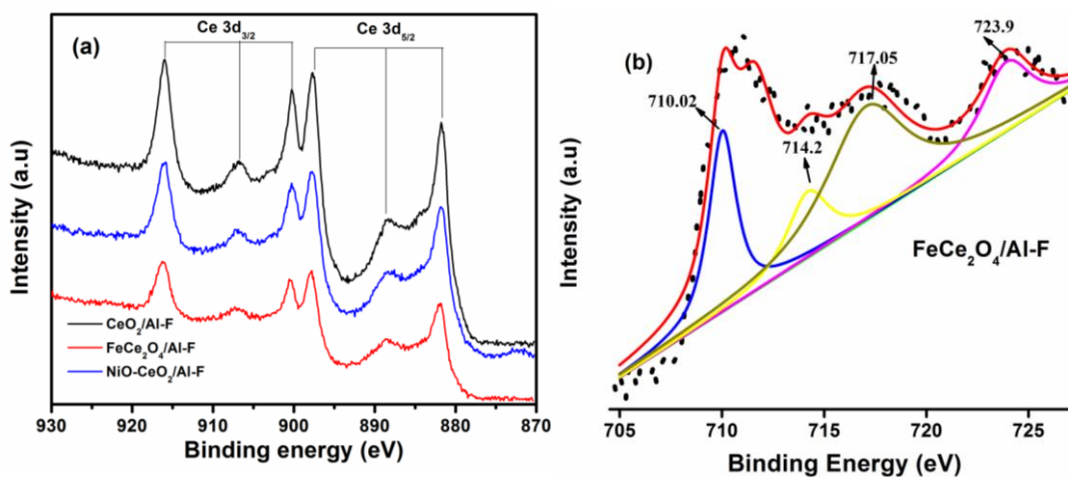 (a)
Ce 3d₃/₂
Ce 3d₅/₂
Intensity (a.u)
CeO₂/Al-F
FeCe₂O₄/Al-F
NiO-CeO₂/Al-F
930 920 910 900 890 880 870
Binding energy (eV)
(b)
710.02
714.2
717.05
723.9
Intensity (a.u)
FeCe₂O₄/Al-F
705 710 715 720 725
Binding Energy (eV)